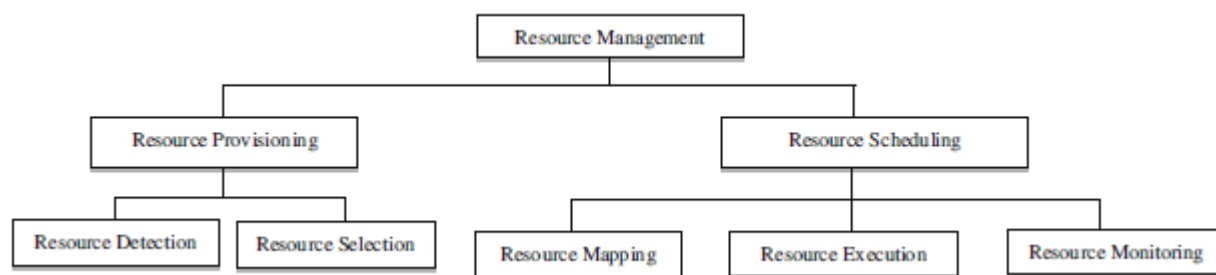 Resource Management
Resource Provisioning
Resource Scheduling
Resource Detection
Resource Selection
Resource Mapping
Resource Execution
Resource Monitoring